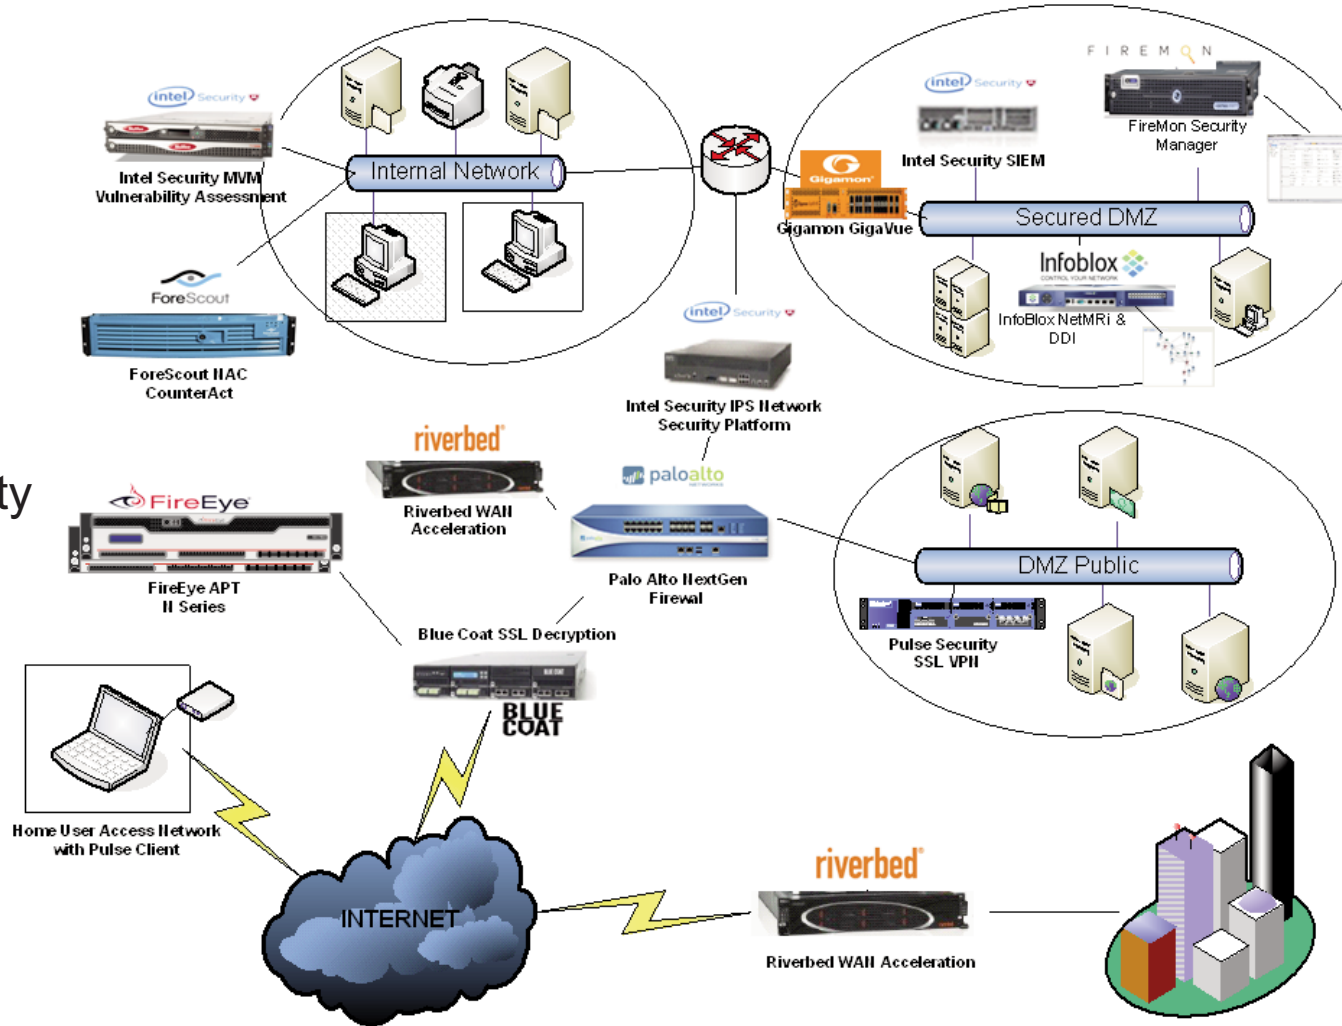 FIREMON
intel Security
FireMon Security
Manager
intel Security
Intel Security SIEM
Internal Network
Intel Security MVM
Vulnerability Assessment
Gigamon
Gigamon GigaVue
Secured DMZ
Infoblox
CONTROL YOUR NETWORK
InfoBlox NetMRi &
DDI
ForeScout
ForeScout NAC
CounterAct
intel Security
Intel Security IPS Network
Security Platform
riverbed
Riverbed WAN
Acceleration
paloalto
NETWORKS
Palo Alto NextGen
Firewal
ty
FireEye
FireEye APT
N Series
DMZ Public
Pulse Security
SSL VPN
Blue Coat SSL Decryption
BLUE
COAT
Home User Access Network
with Pulse Client
INTERNET
riverbed
Riverbed WAN Acceleration